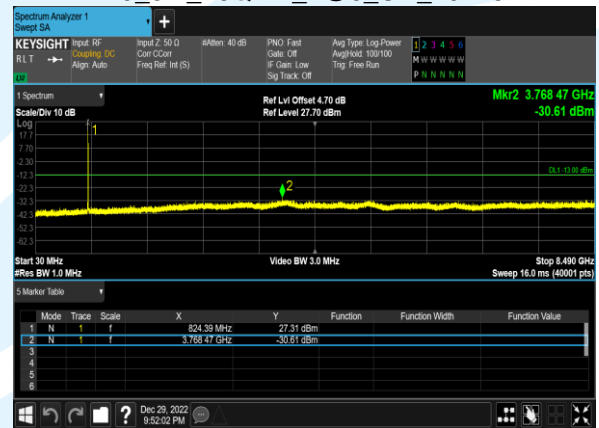 Spectrum Analyzer 1
Swept SA
KEYSIGHT Input: RF Input Z: 50 Ω #Atten: 40 dB PNO: Fast Avg Type: Log-Power 1 2 3 4 5 6
RLT Coupling: DC Corr CCorr Gate: Off Avg|Hold: 100/100 M W W W W W
Align: Auto Freq Ref: Int (S) IF Gain: Low Trig: Free Run P N N N N N
Sig Track: Off
1 Spectrum Ref Lvl Offset 4.70 dB Mkr2 3.768 47 GHz
Scale/Div 10 dB Ref Level 27.70 dBm -30.61 dBm
Log
1
17.7
7.70
-2.30
DL1 -13.00 dBm
-12.3
2
-22.3
-32.3
-42.3
-52.3
-62.3
Start 30 MHz Video BW 3.0 MHz Stop 8.490 GHz
#Res BW 1.0 MHz Sweep 16.0 ms (40001 pts)
5 Marker Table
Mode Trace Scale X Y Function Function Width Function Value
1 N 1 f 824.39 MHz 27.31 dBm
2 N 1 f 3.768 47 GHz -30.61 dBm
3
4
5
6
? Dec 29, 2022
9:52:02 PM